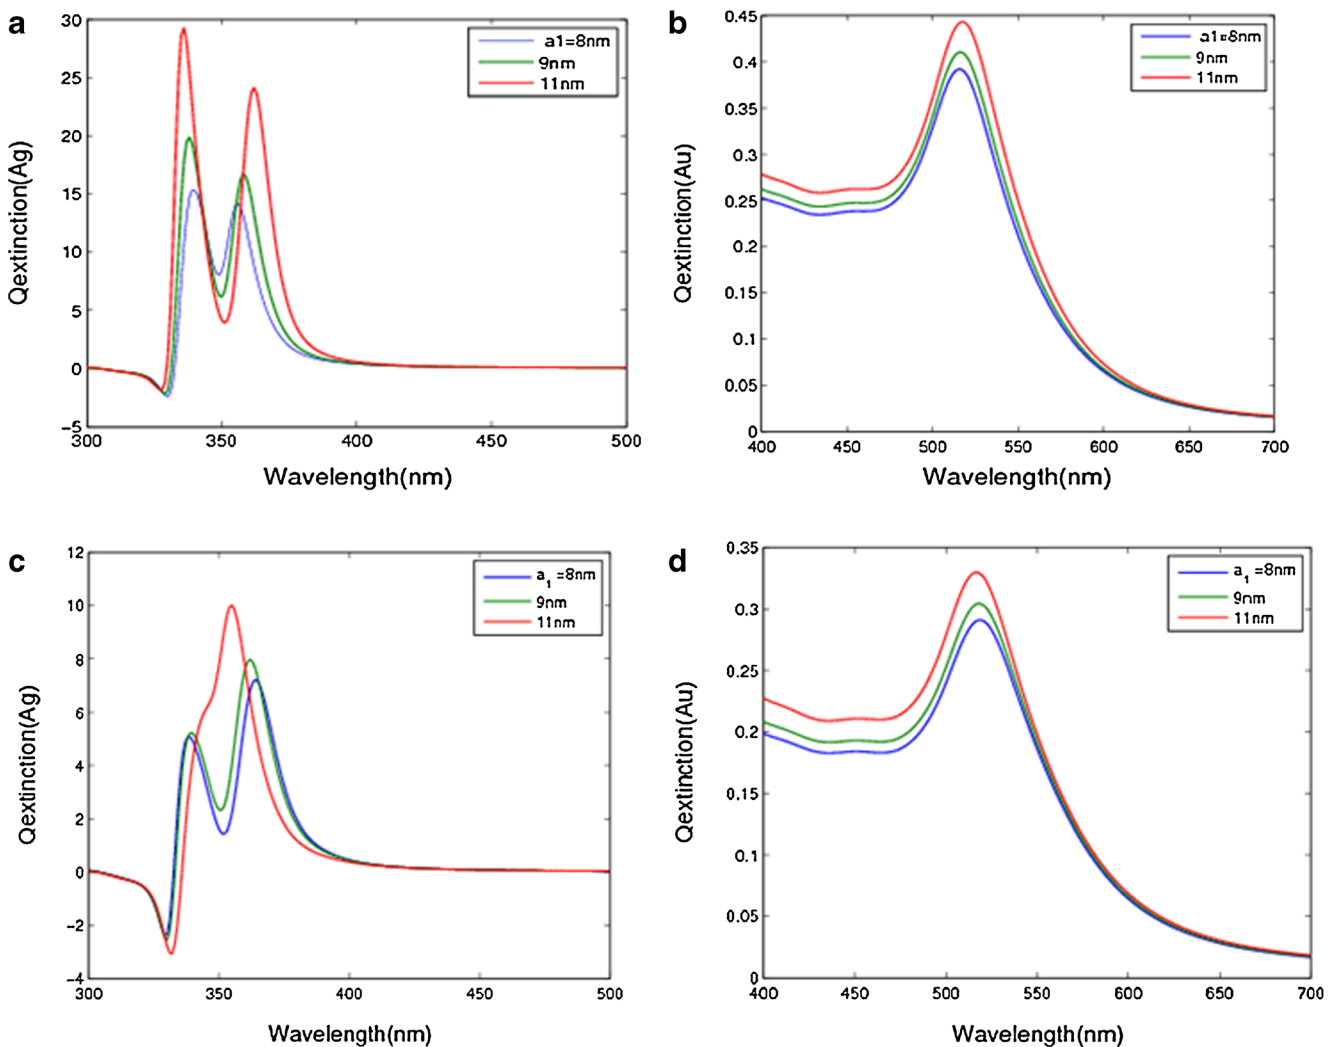 a
30
25
20
15
10
5
0
−5
300 350 400 450 500
Qextinction(Ag)
Wavelength(nm)
a1=8nm
9nm
11nm
b
0.45
0.4
0.35
0.3
0.25
0.2
0.15
0.1
0.05
0
400 450 500 550 600 650 700
Qextinction(Au)
Wavelength(nm)
a1=8nm
9nm
11nm
c
12
10
8
6
4
2
0
−2
−4
300 350 400 450 500
Qextinction(Ag)
Wavelength(nm)
a1 =8nm
9nm
11nm
d
0.35
0.3
0.25
0.2
0.15
0.1
0.05
0
400 450 500 550 600 650 700
Qextinction(Au)
Wavelength(nm)
a1 =8nm
9nm
11nm